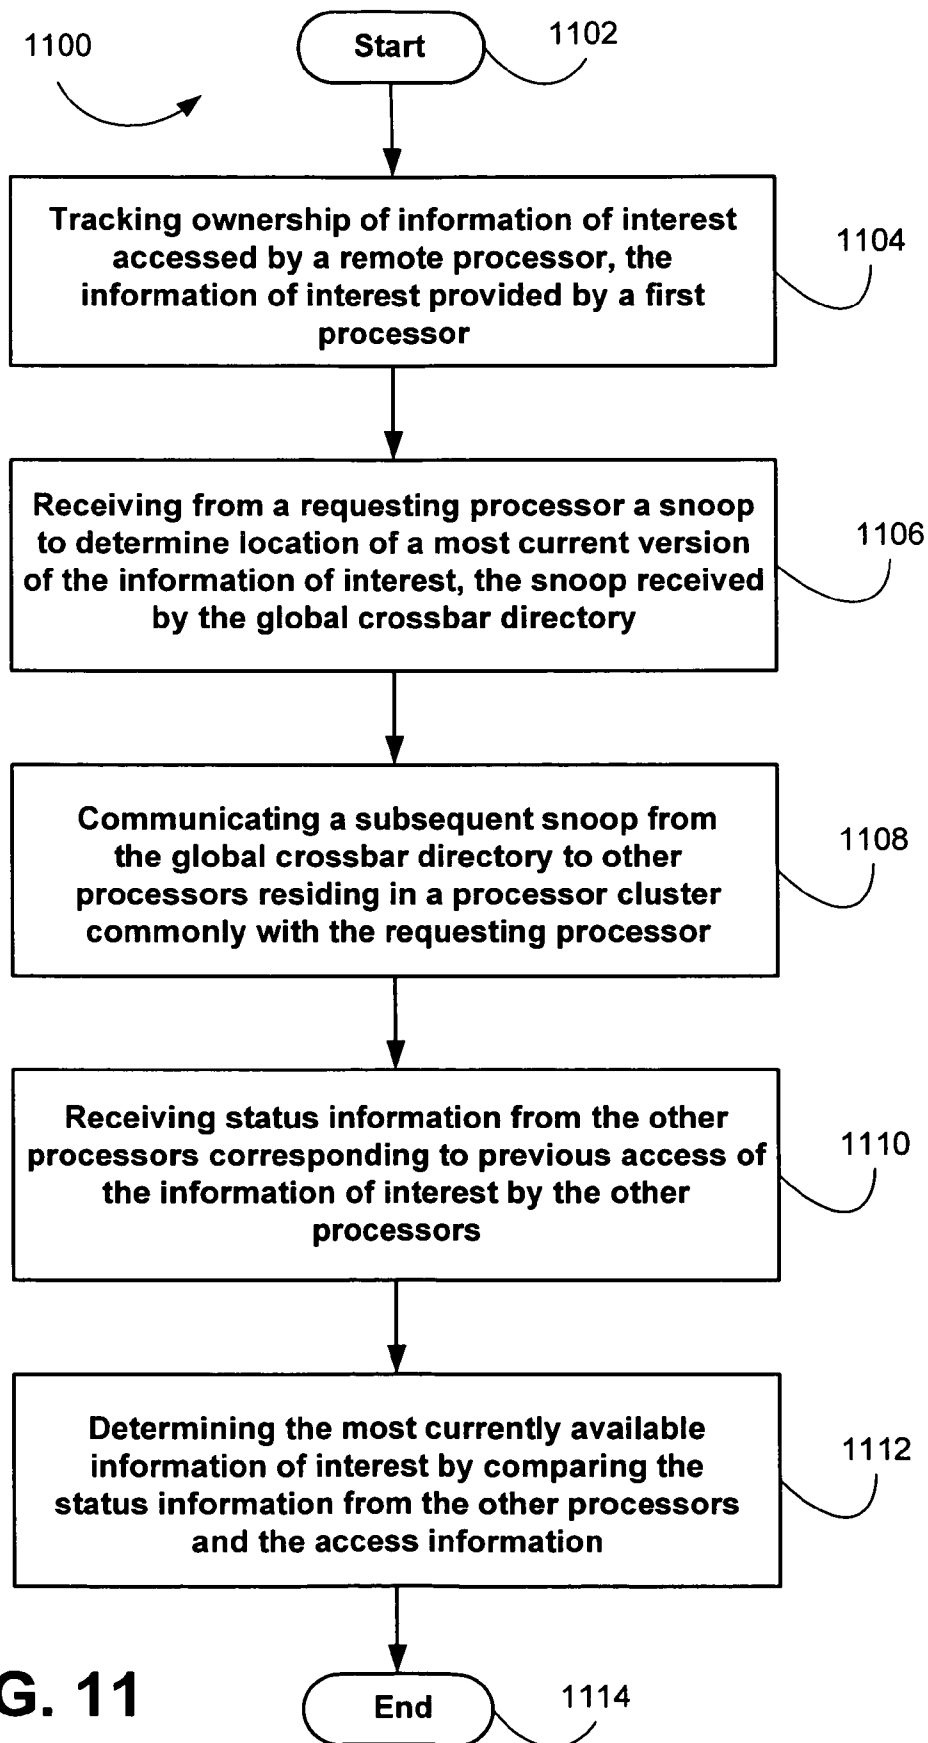 1100
Start
1102
Tracking ownership of information of interest
accessed by a remote processor, the
information of interest provided by a first
processor
1104
Receiving from a requesting processor a snoop
to determine location of a most current version
of the information of interest, the snoop received
by the global crossbar directory
1106
Communicating a subsequent snoop from
the global crossbar directory to other
processors residing in a processor cluster
commonly with the requesting processor
1108
Receiving status information from the other
processors corresponding to previous access of
the information of interest by the other
processors
1110
Determining the most currently available
information of interest by comparing the
status information from the other processors
and the access information
1112
G. 11
End
1114